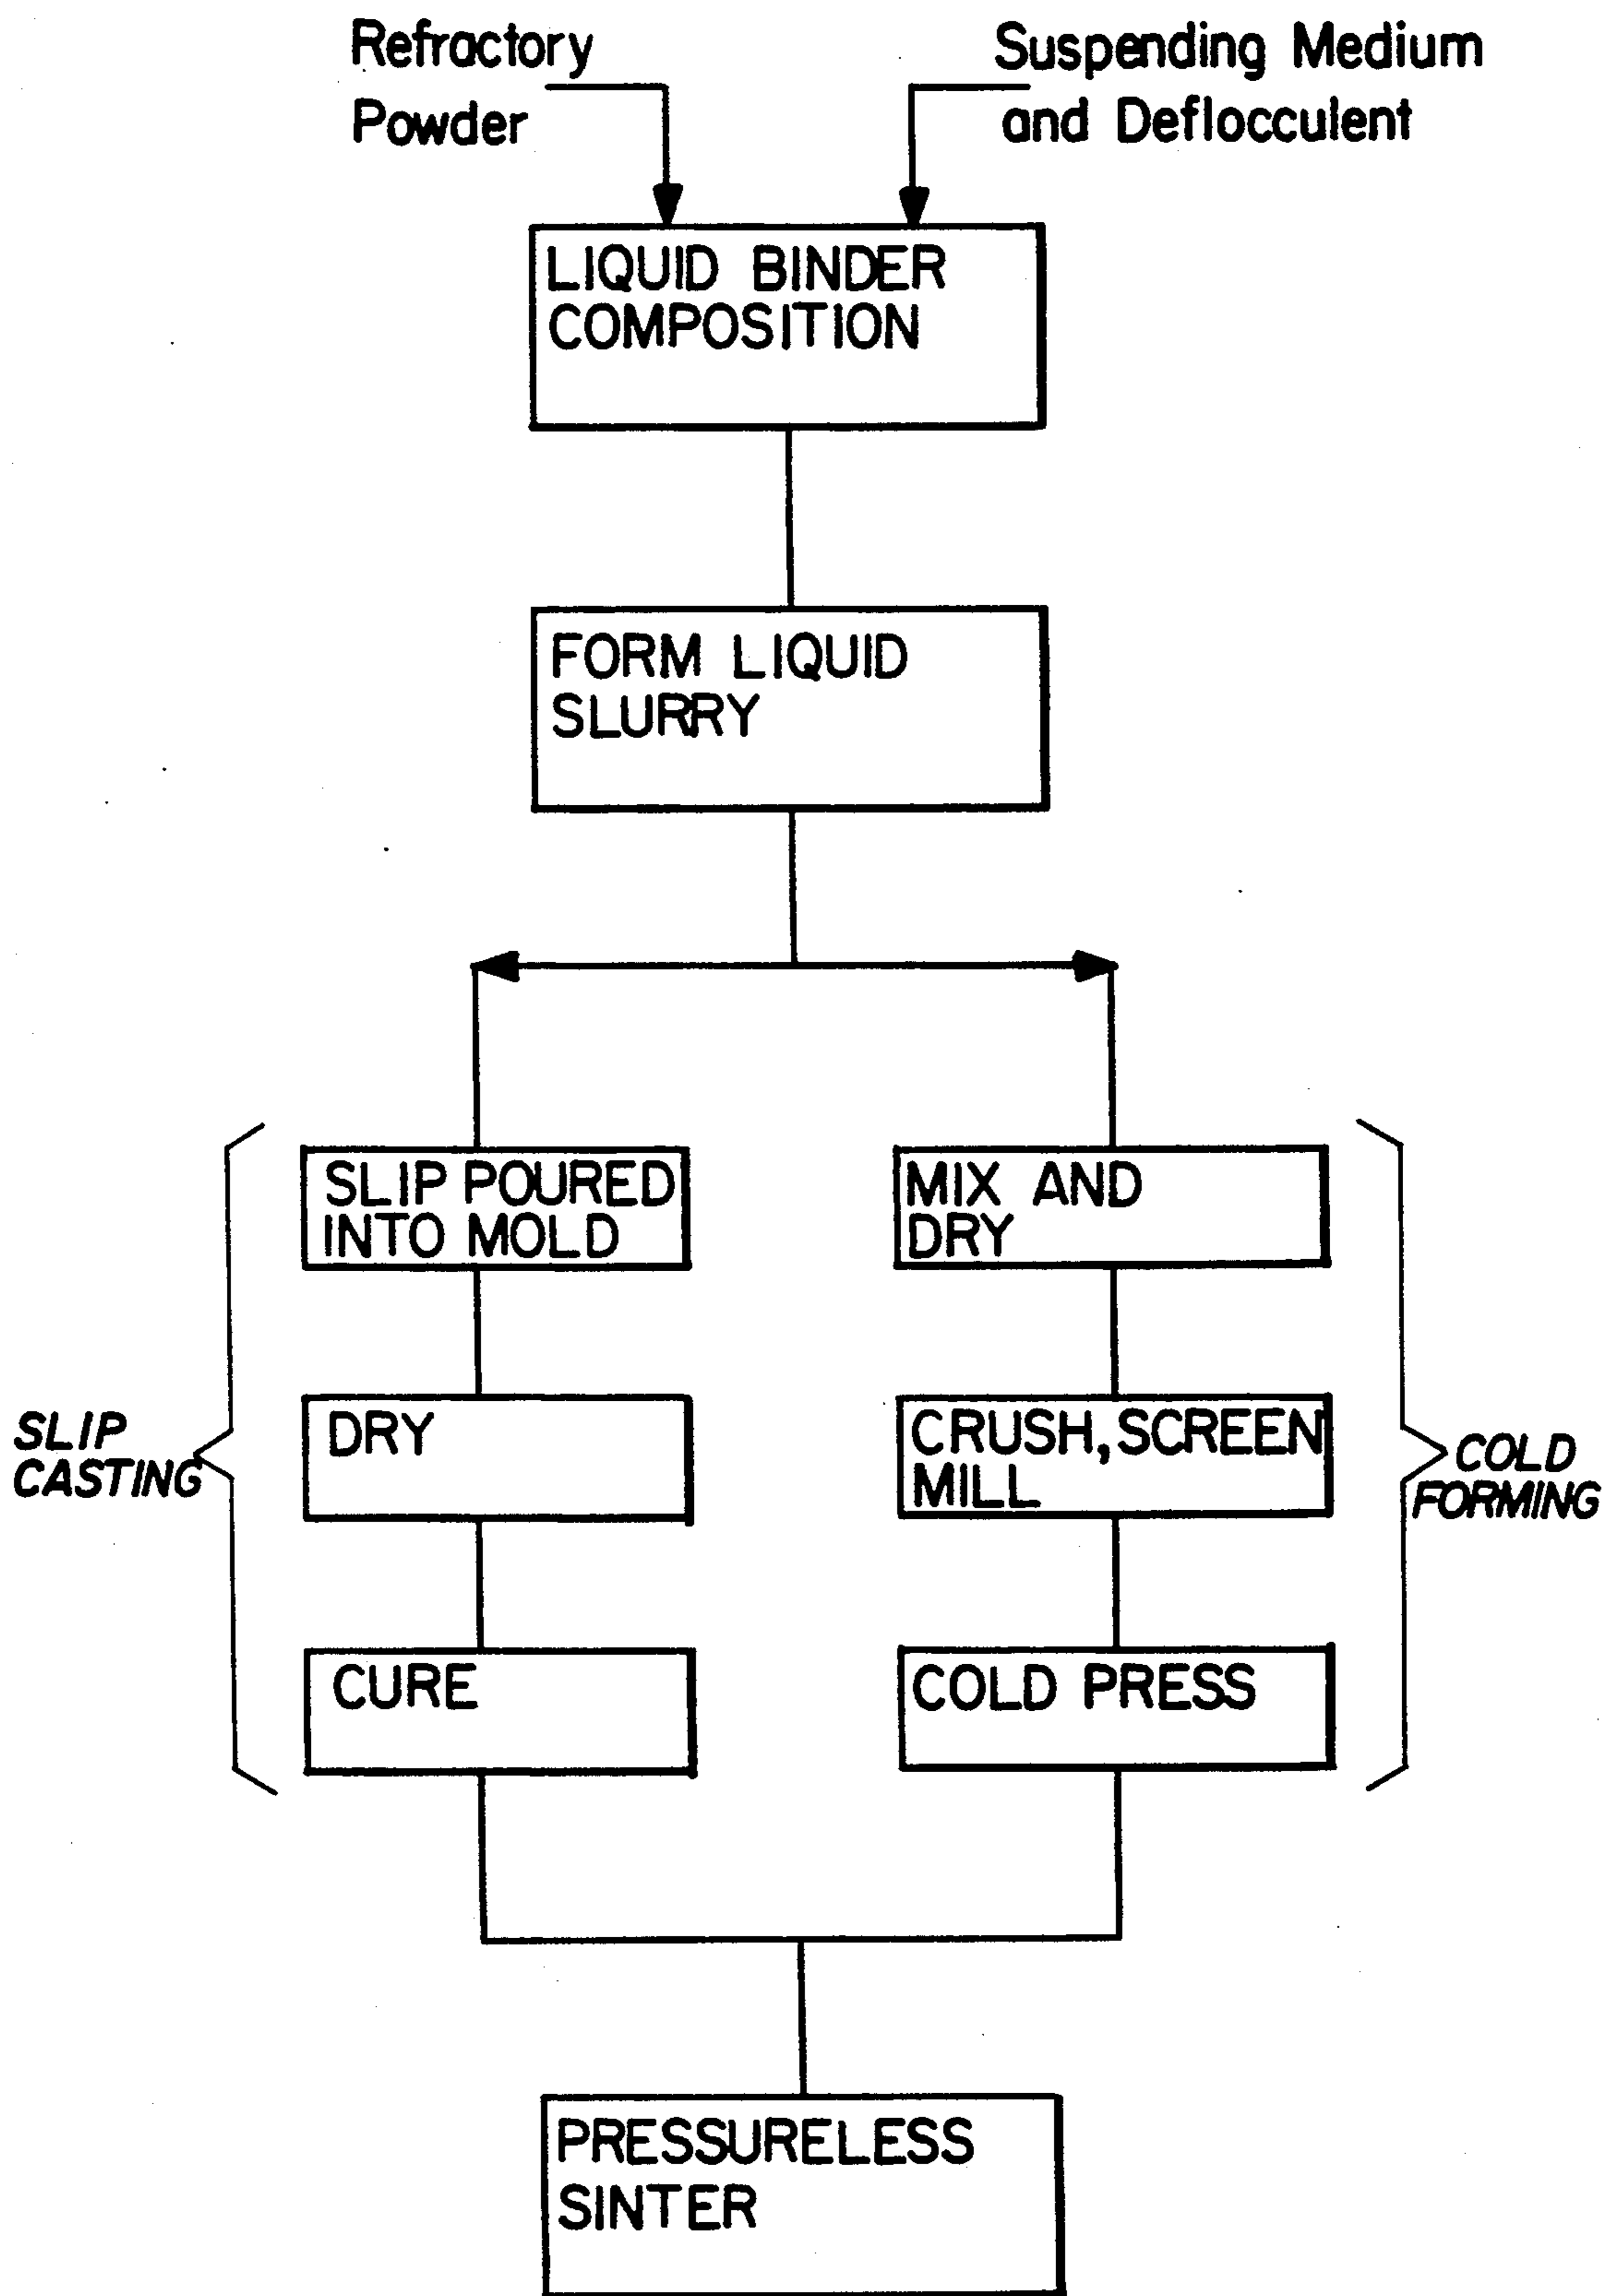 Refractory
Powder
Suspending Medium
and Deflocculent
LIQUID BINDER
COMPOSITION
FORM LIQUID
SLURRY
SLIP POURED
INTO MOLD
MIX AND
DRY
SLIP
CASTING
DRY
CRUSH, SCREEN
MILL
COLD
FORMING
CURE
COLD PRESS
PRESSURELESS
SINTER